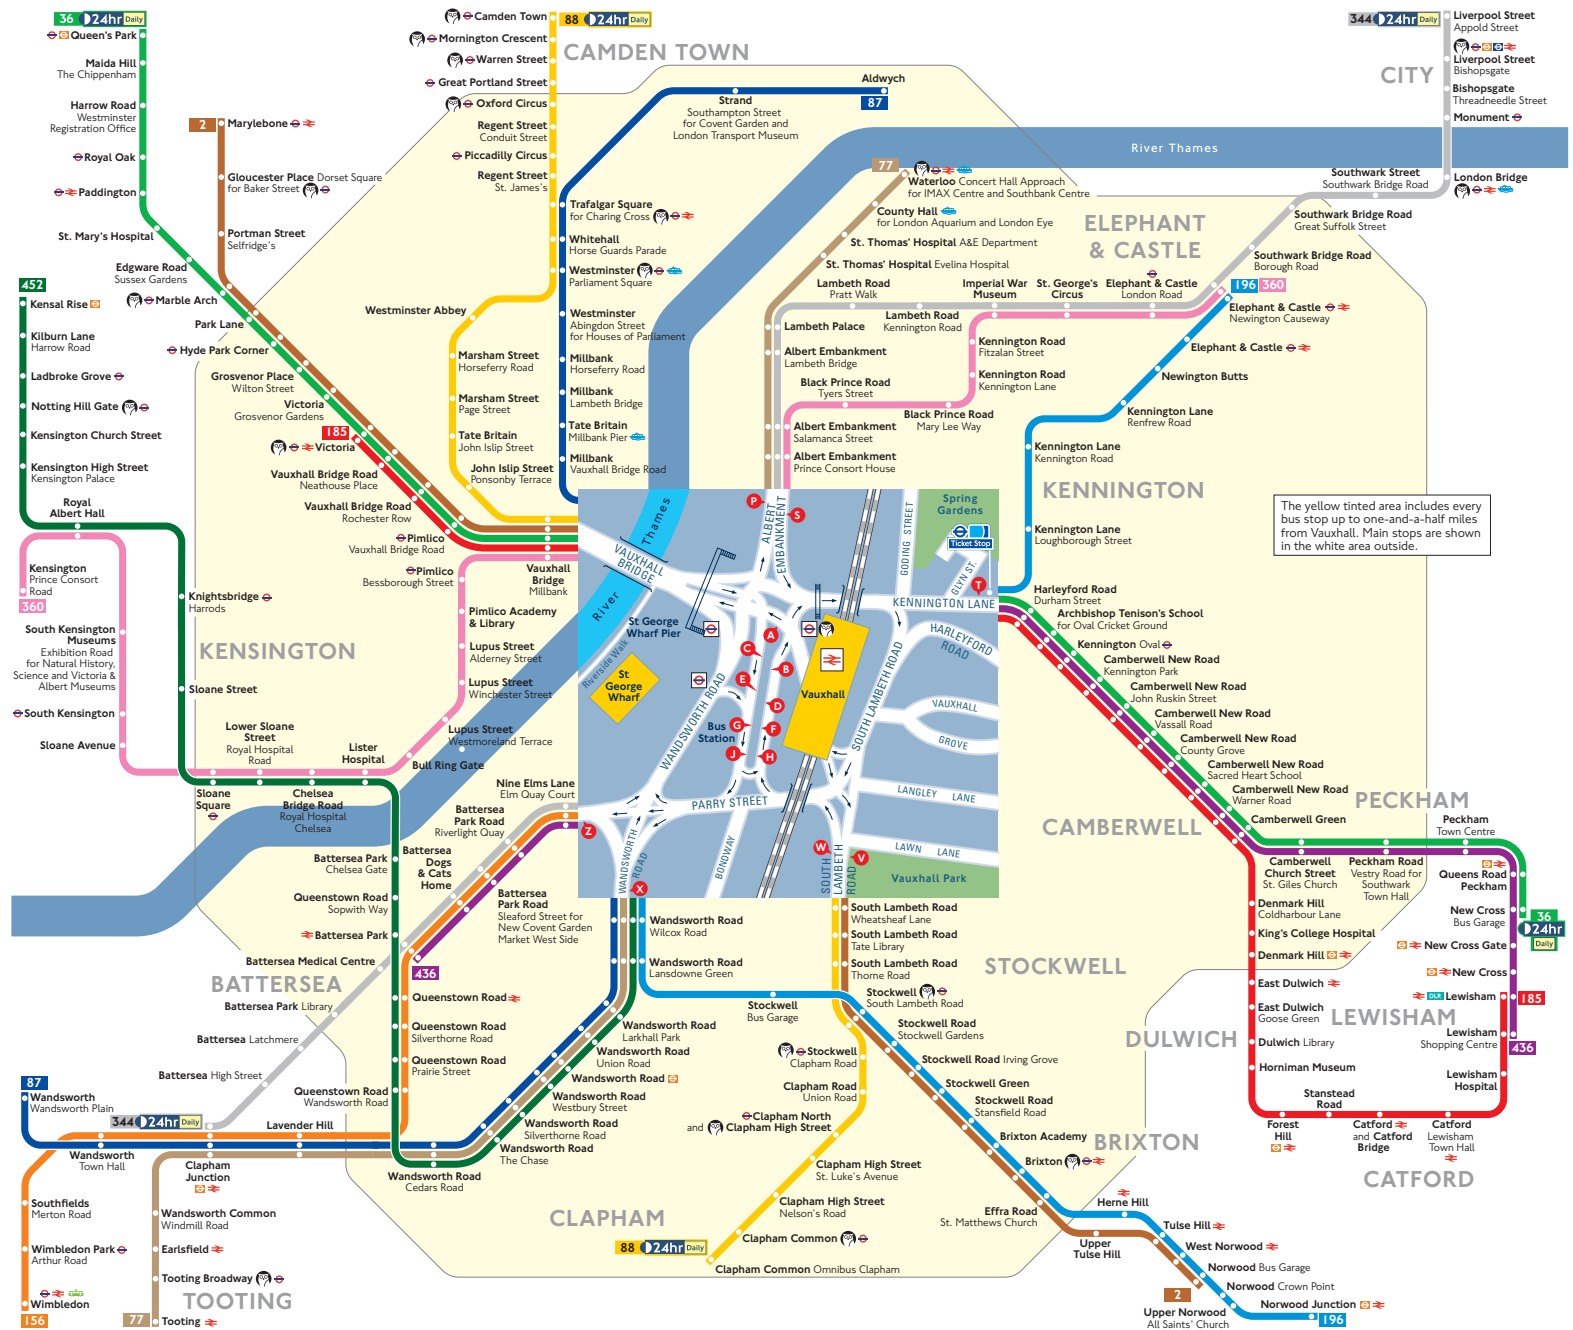 36 24hr Daily
Queen's Park
Maida Hill
The Chippenham
Harrow Road
Westminster
Registration Office
Royal Oak
Paddington
St. Mary's Hospital
Edgware Road
Sussex Gardens
Marble Arch
Park Lane
Hyde Park Corner
Grosvenor Place
Wilton Street
Victoria
Grosvenor Gardens
185
Victoria
Vauxhall Bridge Road
Neathouse Place
Vauxhall Bridge Road
Rochester Row
Pimlico
Vauxhall Bridge Road
Pimlico
Bessborough Street
2
Marylebone
Gloucester Place Dorset Square
for Baker Street
Portman Street
Selfridge's
452
Kensal Rise
Kilburn Lane
Harrow Road
Ladbroke Grove
Notting Hill Gate
Kensington Church Street
Kensington High Street
Kensington Palace
Royal
Albert Hall
Kensington
Prince Consort
Road
360
South Kensington
Museums
Exhibition Road
for Natural History,
Science and Victoria &
Albert Museums
South Kensington
Sloane Avenue
Knightsbridge
Harrods
KENSINGTON
Sloane Street
Lower Sloane
Street
Royal Hospital
Road
Lister
Hospital
Sloane
Square
Chelsea
Bridge Road
Royal Hospital
Chelsea
Bull Ring Gate
Lupus Street
Westmoreland Terrace
Lupus Street
Winchester Street
Lupus Street
Alderney Street
Pimlico Academy
& Library
Vauxhall
Bridge
Millbank
Camden Town
88 24hr Daily
CAMDEN TOWN
Mornington Crescent
Warren Street
Great Portland Street
Oxford Circus
Regent Street
Conduit Street
Piccadilly Circus
Regent Street
St. James's
Trafalgar Square
for Charing Cross
Whitehall
Horse Guards Parade
Westminster
Parliament Square
Westminster Abbey
Westminster
Abingdon Street
for Houses of Parliament
Marsham Street
Horseferry Road
Millbank
Horseferry Road
Marsham Street
Page Street
Millbank
Lambeth Bridge
Tate Britain
John Islip Street
Tate Britain
Millbank Pier
John Islip Street
Ponsonby Terrace
Millbank
Vauxhall Bridge Road
Aldwych
87
Strand
Southampton Street
for Covent Garden and
London Transport Museum
77
Waterloo Concert Hall Approach
for IMAX Centre and Southbank Centre
County Hall
for London Aquarium and London Eye
St. Thomas' Hospital A&E Department
St. Thomas' Hospital Evelina Hospital
Lambeth Road
Pratt Walk
Imperial War
Museum
St. George's
Circus
Elephant & Castle
London Road
Lambeth Palace
Lambeth Road
Kennington Road
Albert Embankment
Lambeth Bridge
Kennington Road
Fitzalan Street
Kennington Road
Kennington Lane
Black Prince Road
Tyers Street
Black Prince Road
Mary Lee Way
Albert Embankment
Salamanca Street
Albert Embankment
Prince Consort House
344 24hr Daily
Liverpool Street
Appold Street
CITY
Liverpool Street
Bishopsgate
Bishopsgate
Threadneedle Street
Monument
River Thames
London Bridge
Southwark Street
Southwark Bridge Road
Southwark Bridge Road
Great Suffolk Street
ELEPHANT
& CASTLE
Southwark Bridge Road
Borough Road
196 360
Elephant & Castle
Newington Causeway
Elephant & Castle
Newington Butts
Kennington Lane
Renfrew Road
Kennington Lane
Kennington Road
KENNINGTON
Kennington Lane
Loughborough Street
The yellow tinted area includes every
bus stop up to one-and-a-half miles
from Vauxhall. Main stops are shown
in the white area outside.
Thames
River
VAUXHALL
BRIDGE
ALBERT
EMBANKMENT
P
S
GODING STREET
Spring
Gardens
Ticket Stop
GLYN ST.
T
KENNINGTON LANE
HARLEYFORD
ROAD
St George
Wharf Pier
Riverside Walk
St
George
Wharf
A
C
B
E
D
G
F
J
H
Bus
Station
Vauxhall
WANDSWORTH ROAD
SOUTH LAMBETH ROAD
VAUXHALL
GROVE
LANGLEY LANE
LAWN LANE
PARRY STREET
BONDWAY
WANDSWORTH
ROAD
SOUTH
LAMBETH
ROAD
Z
X
W
V
Vauxhall Park
Harleyford Road
Durham Street
Archbishop Tenison's School
for Oval Cricket Ground
Kennington Oval
Camberwell New Road
Kennington Park
Camberwell New Road
John Ruskin Street
Camberwell New Road
Vassall Road
Camberwell New Road
County Grove
Camberwell New Road
Sacred Heart School
Camberwell New Road
Warner Road
Camberwell Green
CAMBERWELL
PECKHAM
Peckham
Town Centre
Camberwell
Church Street
St. Giles Church
Peckham Road
Vestry Road for
Southwark
Town Hall
Queens Road
Peckham
New Cross
Bus Garage
36
24hr
Daily
New Cross Gate
New Cross
DLR Lewisham
185
LEWISHAM
Lewisham
Shopping Centre
436
Lewisham
Hospital
Denmark Hill
Coldharbour Lane
King's College Hospital
Denmark Hill
East Dulwich
East Dulwich
Goose Green
DULWICH
Dulwich Library
Horniman Museum
Stanstead
Road
Forest
Hill
Catford
and Catford
Bridge
Catford
Lewisham
Town Hall
CATFORD
Nine Elms Lane
Elm Quay Court
Battersea
Park Road
Riverlight Quay
Battersea
Dogs
& Cats
Home
Battersea Park
Chelsea Gate
Queenstown Road
Sopwith Way
Battersea Park
Battersea Medical Centre
BATTERSEA
Battersea Park Library
Battersea Latchmere
Battersea High Street
Battersea
Park Road
Sleaford Street for
New Covent Garden
Market West Side
436
Queenstown Road
Queenstown Road
Silverthorne Road
Queenstown Road
Prairie Street
Queenstown Road
Wandsworth Road
87
Wandsworth
Wandsworth Plain
344 24hr Daily
Lavender Hill
Wandsworth
Town Hall
Clapham
Junction
Southfields
Merton Road
Wandsworth Common
Windmill Road
Wimbledon Park
Arthur Road
Earlsfield
Tooting Broadway
Wimbledon
156
TOOTING
77
Tooting
Wandsworth Road
Wilcox Road
Wandsworth Road
Lansdowne Green
Wandsworth Road
Larkhall Park
Wandsworth Road
Union Road
Wandsworth Road
Wandsworth Road
Westbury Street
Wandsworth Road
Silverthorne Road
Wandsworth Road
The Chase
Wandsworth Road
Cedars Road
South Lambeth Road
Wheatsheaf Lane
South Lambeth Road
Tate Library
South Lambeth Road
Thorne Road
STOCKWELL
Stockwell
South Lambeth Road
Stockwell
Bus Garage
Stockwell Road
Stockwell Gardens
Stockwell
Clapham Road
Stockwell Road Irving Grove
Clapham Road
Union Road
Stockwell Green
Stockwell Road
Stansfield Road
Clapham North
and Clapham High Street
Brixton Academy
BRIXTON
Brixton
Clapham High Street
St. Luke's Avenue
Clapham High Street
Nelson's Road
CLAPHAM
Clapham Common
88 24hr Daily
Clapham Common Omnibus Clapham
Effra Road
St. Matthews Church
Herne Hill
Upper
Tulse Hill
Tulse Hill
West Norwood
Norwood Bus Garage
Norwood Crown Point
2
Norwood Junction
Upper Norwood
All Saints' Church
196